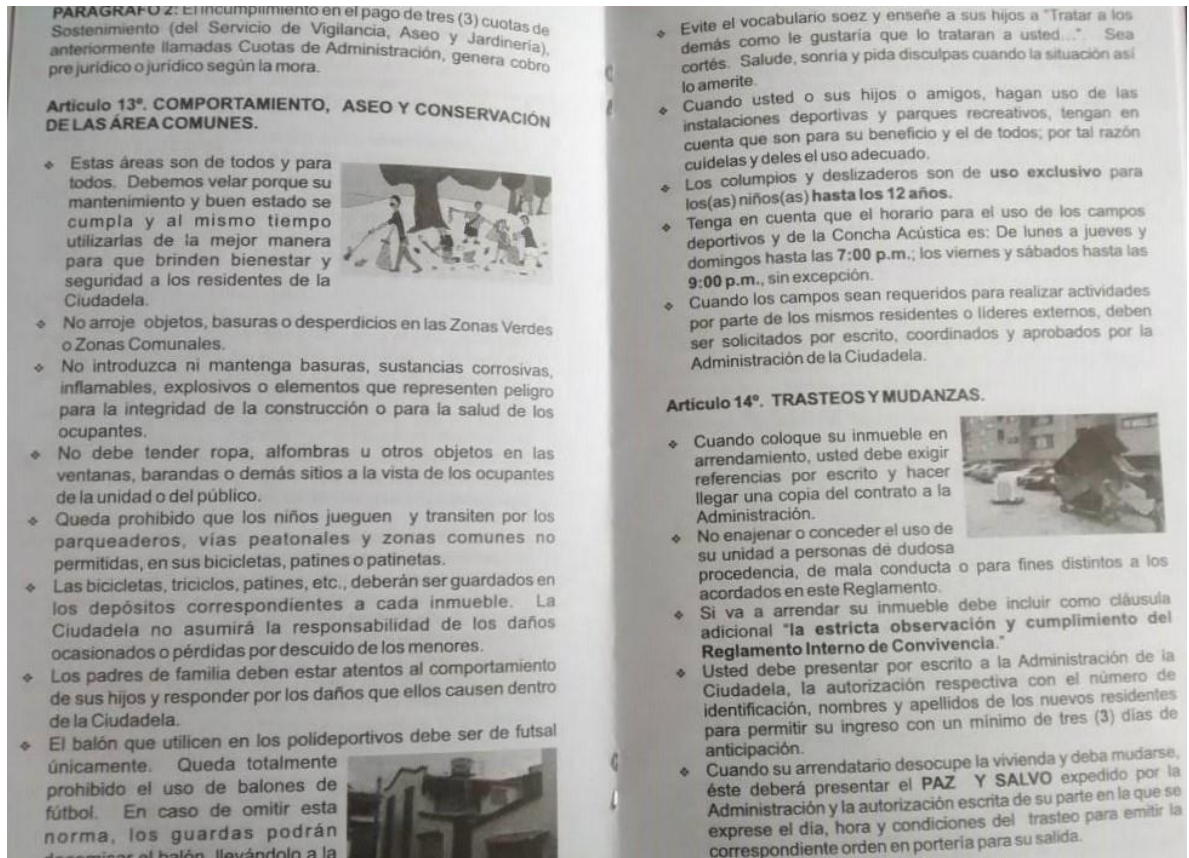 PARÁGRAFO 2: El incumplimiento en el pago de tres (3) cuotas de
Sostenimiento (del Servicio de Vigilancia, Aseo y Jardinería),
anteriormente llamadas Cuotas de Administración, genera cobro
pre jurídico o jurídico según la mora.
Artículo 13º. COMPORTAMIENTO, ASEO Y CONSERVACIÓN
DE LAS ÁREA COMUNES.
❖ Estas áreas son de todos y para
todos. Debemos velar porque su
mantenimiento y buen estado se
cumpla y al mismo tiempo
utilizarlas de la mejor manera
para que brinden bienestar y
seguridad a los residentes de la
Ciudadela.
❖ No arroje objetos, basuras o desperdicios en las Zonas Verdes
o Zonas Comunales.
❖ No introduzca ni mantenga basuras, sustancias corrosivas,
inflamables, explosivos o elementos que representen peligro
para la integridad de la construcción o para la salud de los
ocupantes.
❖ No debe tender ropa, alfombras u otros objetos en las
ventanas, barandas o demás sitios a la vista de los ocupantes
de la unidad o del público.
❖ Queda prohibido que los niños jueguen y transiten por los
parqueaderos, vías peatonales y zonas comunes no
permitidas, en sus bicicletas, patines o patinetas.
❖ Las bicicletas, triciclos, patines, etc., deberán ser guardados en
los depósitos correspondientes a cada inmueble. La
Ciudadela no asumirá la responsabilidad de los daños
ocasionados o pérdidas por descuido de los menores.
❖ Los padres de familia deben estar atentos al comportamiento
de sus hijos y responder por los daños que ellos causen dentro
de la Ciudadela.
❖ El balón que utilicen en los polideportivos debe ser de futsal
únicamente. Queda totalmente
prohibido el uso de balones de
fútbol. En caso de omitir esta
norma, los guardas podrán
decomisar el balón, llevándolo a la
❖ Evite el vocabulario soez y enseñe a sus hijos a "Tratar a los
demás como le gustaría que lo trataran a usted...". Sea
cortés. Salude, sonría y pida disculpas cuando la situación así
lo amerite.
❖ Cuando usted o sus hijos o amigos, hagan uso de las
instalaciones deportivas y parques recreativos, tengan en
cuenta que son para su beneficio y el de todos; por tal razón
cuídelas y deles el uso adecuado.
❖ Los columpios y deslizaderos son de uso exclusivo para
los(as) niños(as) hasta los 12 años.
❖ Tenga en cuenta que el horario para el uso de los campos
deportivos y de la Concha Acústica es: De lunes a jueves y
domingos hasta las 7:00 p.m.; los viernes y sábados hasta las
9:00 p.m., sin excepción.
❖ Cuando los campos sean requeridos para realizar actividades
por parte de los mismos residentes o líderes externos, deben
ser solicitados por escrito, coordinados y aprobados por la
Administración de la Ciudadela.
Artículo 14º. TRASTEOS Y MUDANZAS.
❖ Cuando coloque su inmueble en
arrendamiento, usted debe exigir
referencias por escrito y hacer
llegar una copia del contrato a la
Administración.
❖ No enajenar o conceder el uso de
su unidad a personas de dudosa
procedencia, de mala conducta o para fines distintos a los
acordados en este Reglamento.
❖ Si va a arrendar su inmueble debe incluir como cláusula
adicional "la estricta observación y cumplimiento del
Reglamento Interno de Convivencia."
❖ Usted debe presentar por escrito a la Administración de la
Ciudadela, la autorización respectiva con el número de
identificación, nombres y apellidos de los nuevos residentes
para permitir su ingreso con un mínimo de tres (3) días de
anticipación.
❖ Cuando su arrendatario desocupe la vivienda y deba mudarse,
éste deberá presentar el PAZ Y SALVO expedido por la
Administración y la autorización escrita de su parte en la que se
exprese el día, hora y condiciones del trasteo para emitir la
correspondiente orden en portería para su salida.